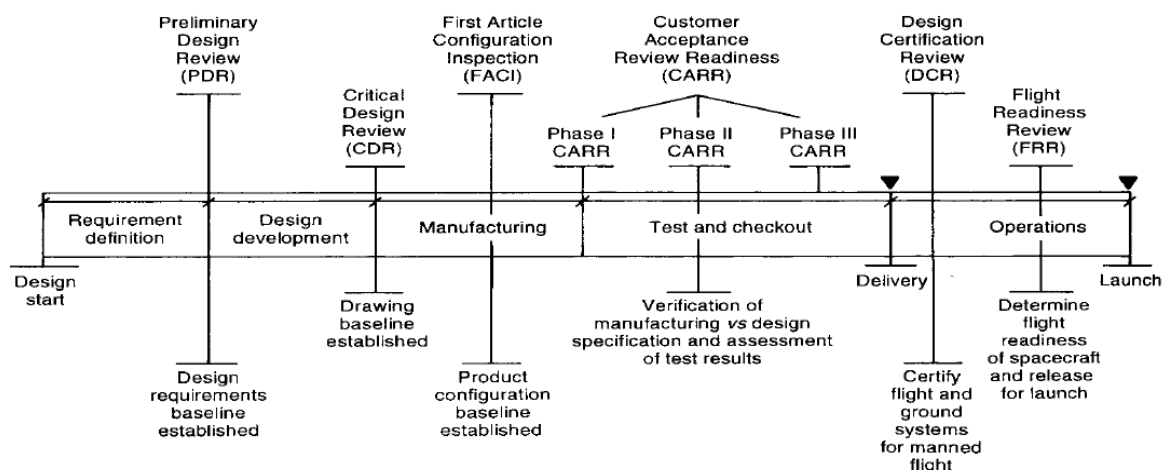 Preliminary
Design
Review
(PDR)
First Article
Configuration
Inspection
(FACI)
Customer
Acceptance
Review Readiness
(CARR)
Design
Certification
Review
(DCR)
Critical
Design
Review
(CDR)
Phase I
CARR
Phase II
CARR
Phase III
CARR
Flight
Readiness
Review
(FRR)
Requirement
definition
Design
development
Manufacturing
Test and checkout
Operations
Design
start
Delivery
Launch
Drawing
baseline
established
Verification of
manufacturing vs design
specification and assessment
of test results
Determine flight
readiness
of spacecraft
and release
for launch
Design
requirements
baseline
established
Product
configuration
baseline
established
Certify
flight and
ground
systems
for manned
flight